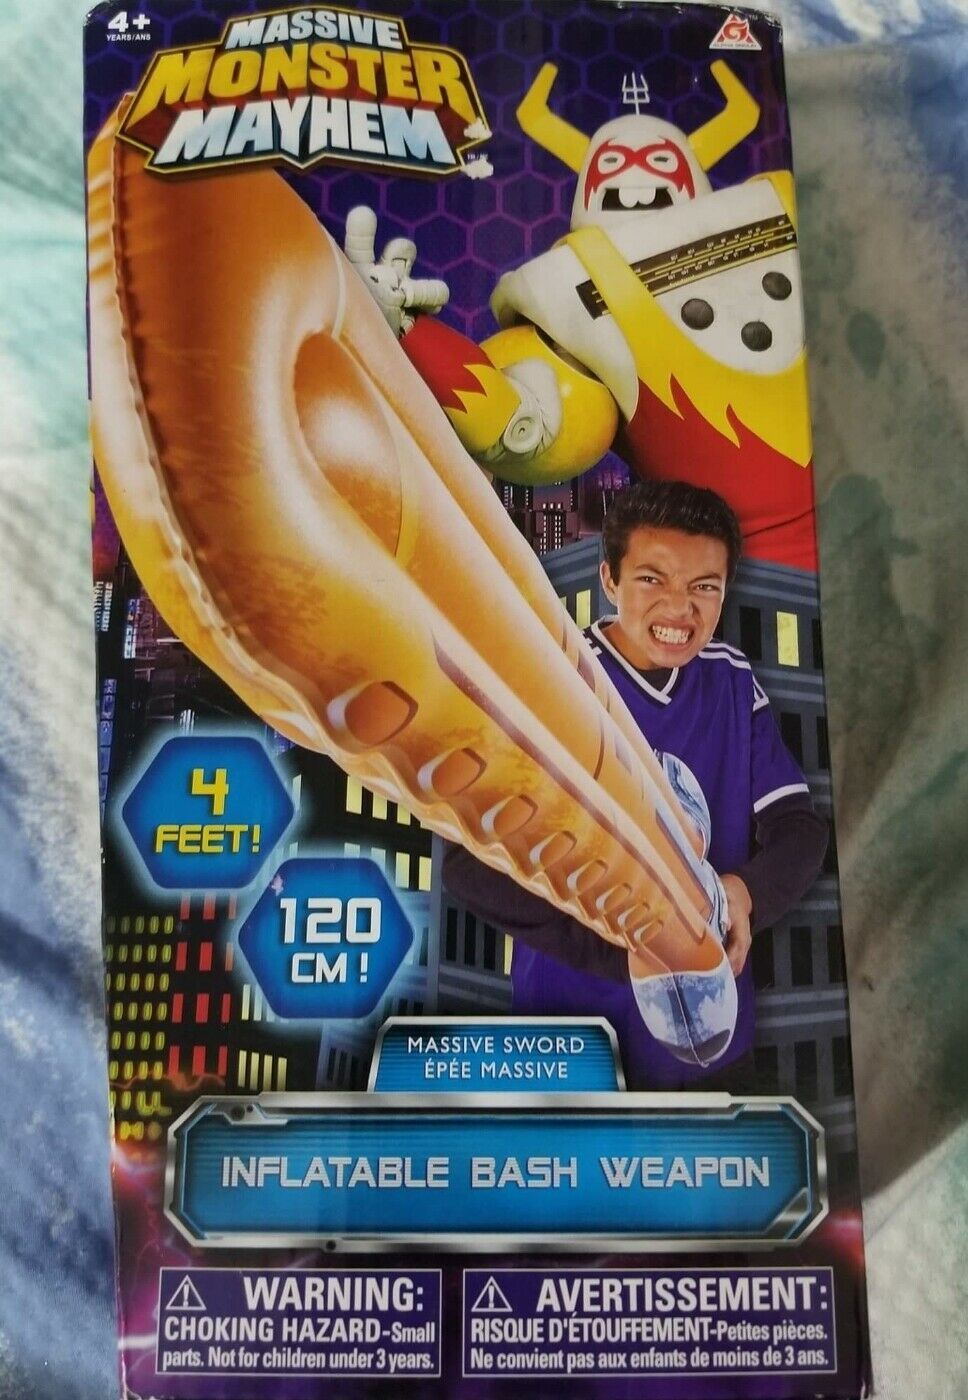 4+
YEARS/ANS
MASSIVE
MONSTER
MAYHEM
4
FEET!
120
CM!
MASSIVE SWORD
ÉPÉE MASSIVE
INFLATABLE BASH WEAPON
WARNING:
CHOKING HAZARD-Small
parts. Not for children under 3 years.
AVERTISSEMENT:
RISQUE D'ÉTOUFFEMENT-Petites pièces.
Ne convient pas aux enfants de moins de 3 ans.